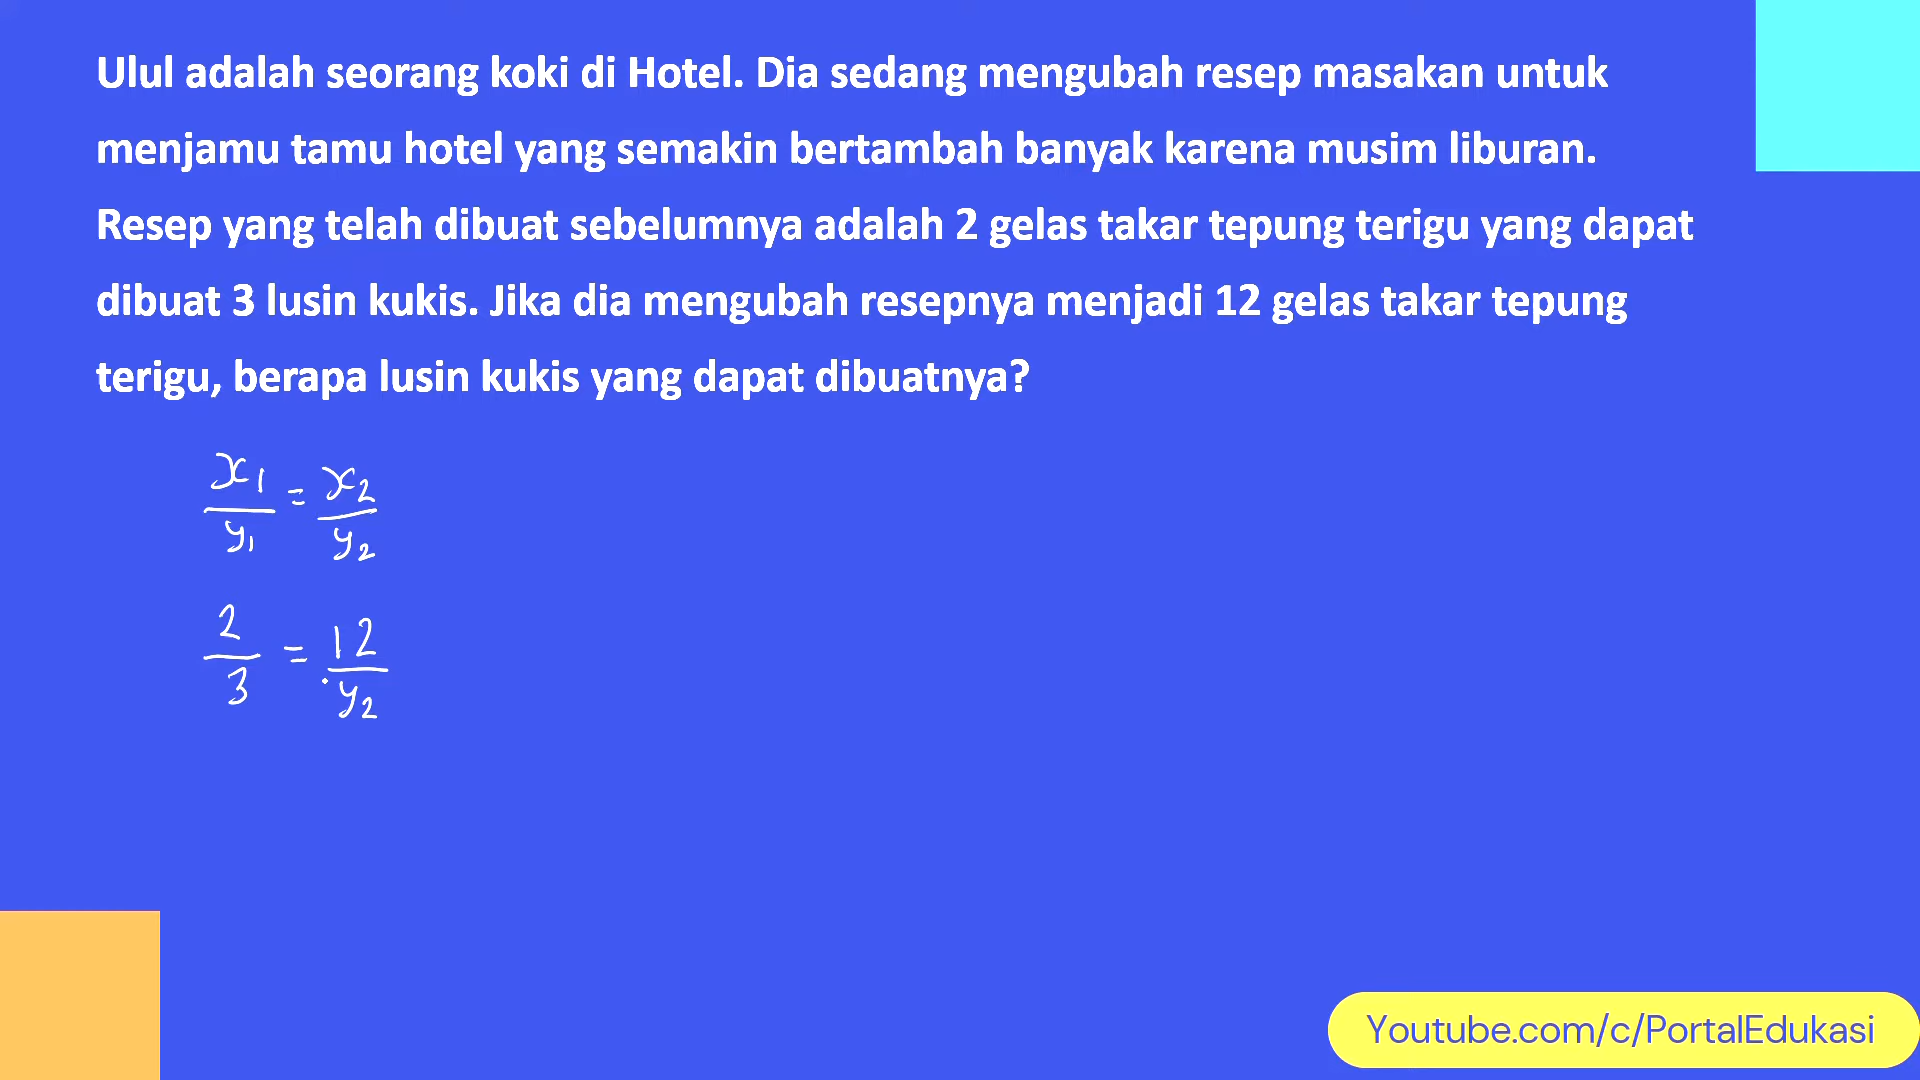 Ulul adalah seorang koki di Hotel. Dia sedang mengubah resep masakan untuk
menjamu tamu hotel yang semakin bertambah banyak karena musim liburan.
Resep yang telah dibuat sebelumnya adalah 2 gelas takar tepung terigu yang dapat
dibuat 3 lusin kukis. Jika dia mengubah resepnya menjadi 12 gelas takar tepung
terigu, berapa lusin kukis yang dapat dibuatnya?
x₁/y₁ = x₂/y₂
2/3 = 12/y₂
Youtube.com/c/PortalEdukasi